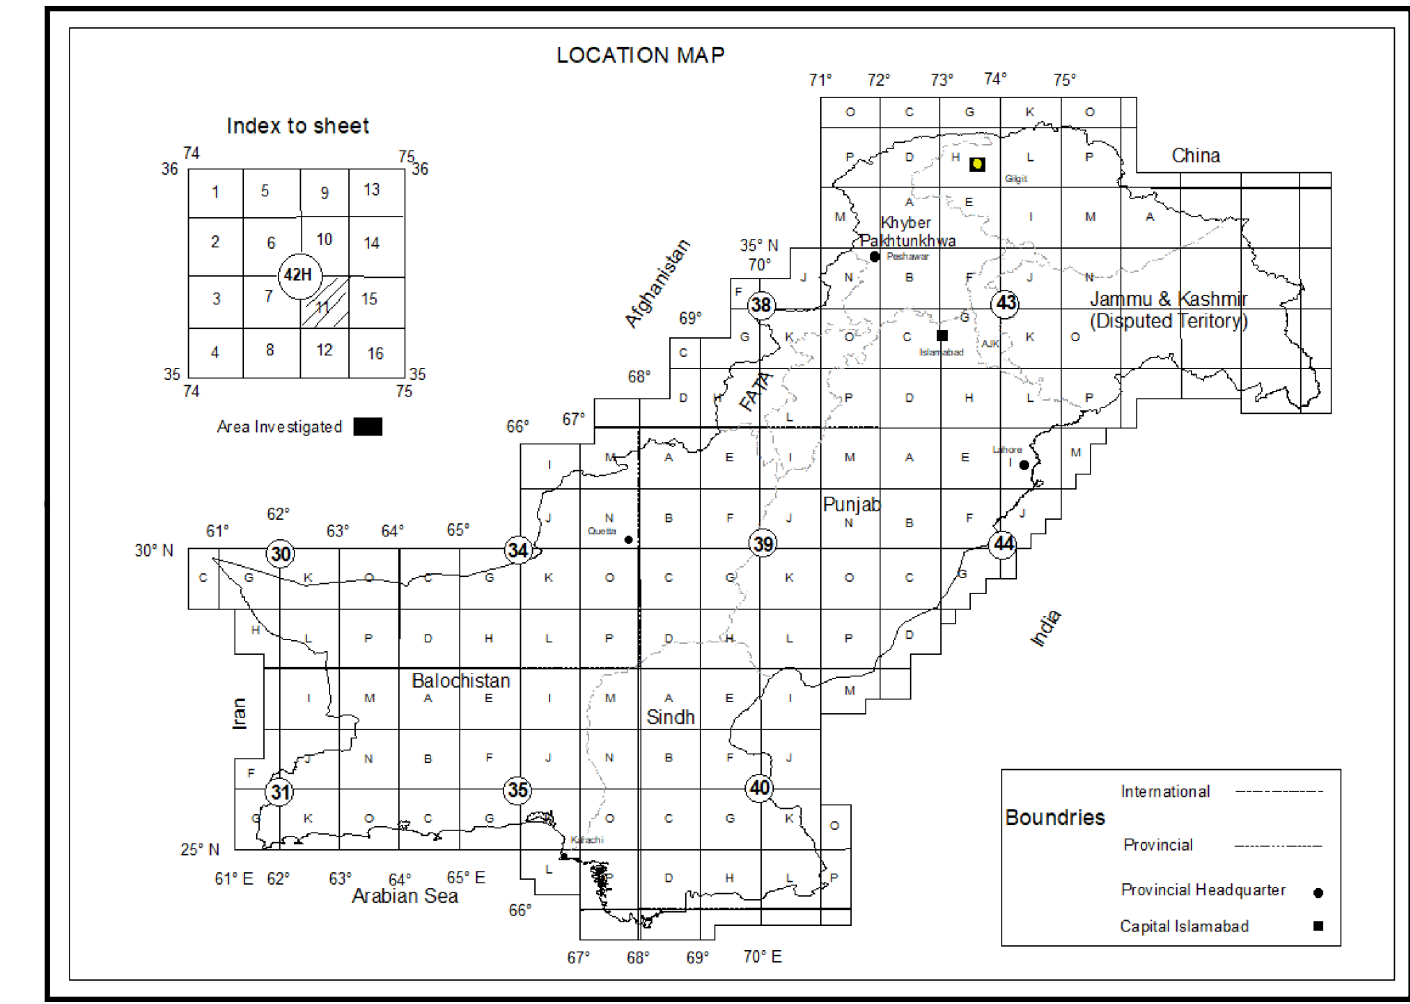 LOCATION MAP
71° 72° 73° 74° 75°
O C G K O
Index to sheet
74 75
36 36
1 5 9 13
2 6 10 14
42H
3 7 11 15
4 8 12 16
35 35
74 75
Area Investigated
P D H L P
China
Gilgit
A E
M I M A
Khyber
Pakhtunkhwa
35° N
Peshawar
70°
Afghanistan
J N B F J N
F
38 43
Jammu & Kashmir
(Disputed Teritory)
69°
G K O C G K O
AJK
Islamabad
C
68°
FATA
D H L P D H L P
67°
66°
Lahore
I M A E I M A E I M
Punjab
J N B F J N B F J
Quetta
62°
61° 63° 64° 65°
30° N
30 34 39 44
C G K O C G K O C G K O C G
India
H L P D H L P D H L P D
Balochistan
Iran
I M A E I M A E I M
Sindh
J N B F J N B F J
F
31 35 40
G K O C G K O C G K O
Karachi
25° N
61° E 62° 63° 64° 65° E
Arabian Sea
L P D H L P
66°
67° 68° 69° 70° E
International
Boundries
Provincial
Provincial Headquarter
Capital Islamabad